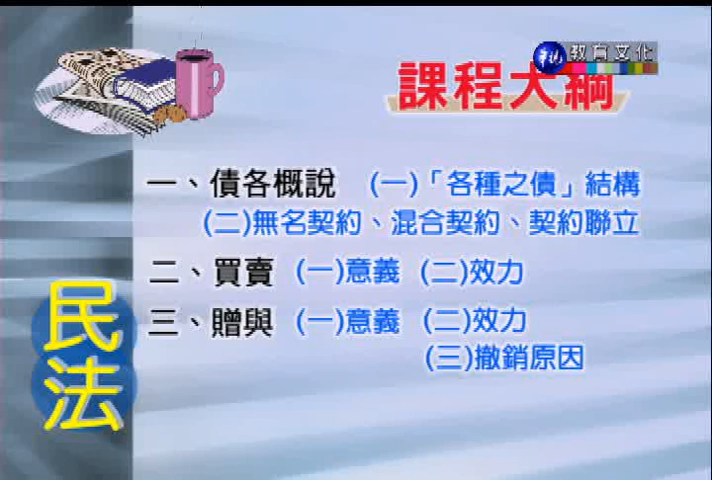 華視 教育文化
課程大綱
一、債各概說 (一)「各種之債」結構
(二)無名契約、混合契約、契約聯立
二、買賣 (一)意義 (二)效力
三、贈與 (一)意義 (二)效力
(三)撤銷原因
民法